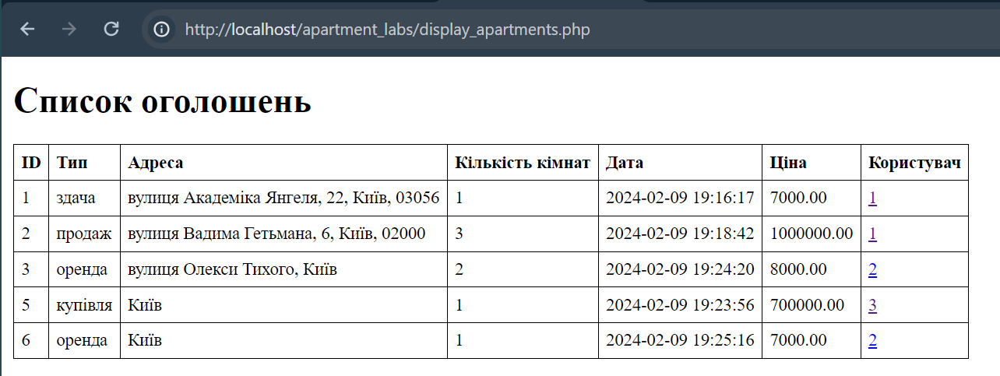 http://localhost/apartment_labs/display_apartments.php
Список оголошень
ID Тип Адреса Кількість кімнат Дата Ціна Користувач
1 здача вулиця Академіка Янгеля, 22, Київ, 03056 1 2024-02-09 19:16:17 7000.00 1
2 продаж вулиця Вадима Гетьмана, 6, Київ, 02000 3 2024-02-09 19:18:42 1000000.00 1
3 оренда вулиця Олекси Тихого, Київ 2 2024-02-09 19:24:20 8000.00 2
5 купівля Київ 1 2024-02-09 19:23:56 700000.00 3
6 оренда Київ 1 2024-02-09 19:25:16 7000.00 2